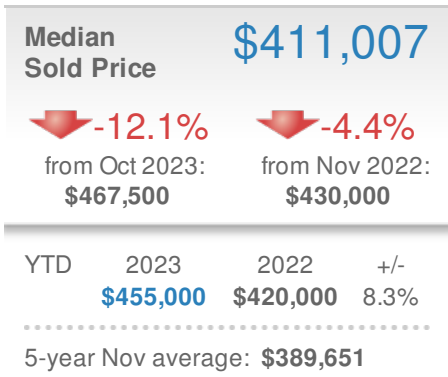 Median
Sold Price
$411,007
-12.1% -4.4%
from Oct 2023: from Nov 2022:
$467,500 $430,000
YTD 2023 2022 +/-
$455,000 $420,000 8.3%
5-year Nov average: $389,651